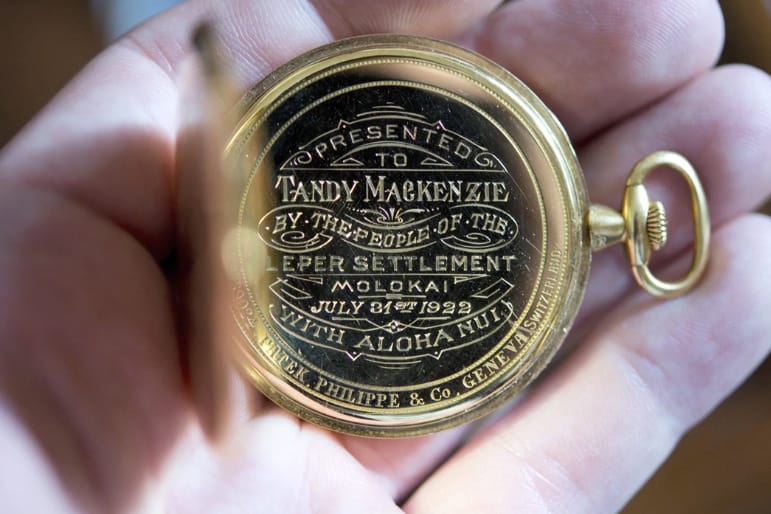 PRESENTED
TO
TANDY MACKENZIE
BY THE PEOPLE OF THE
LEPER SETTLEMENT
MOLOKAI
JULY 31ST 1922
WITH ALOHA NUI
PATEK, PHILIPPE & Co. GENEVA, SWITZERLAND